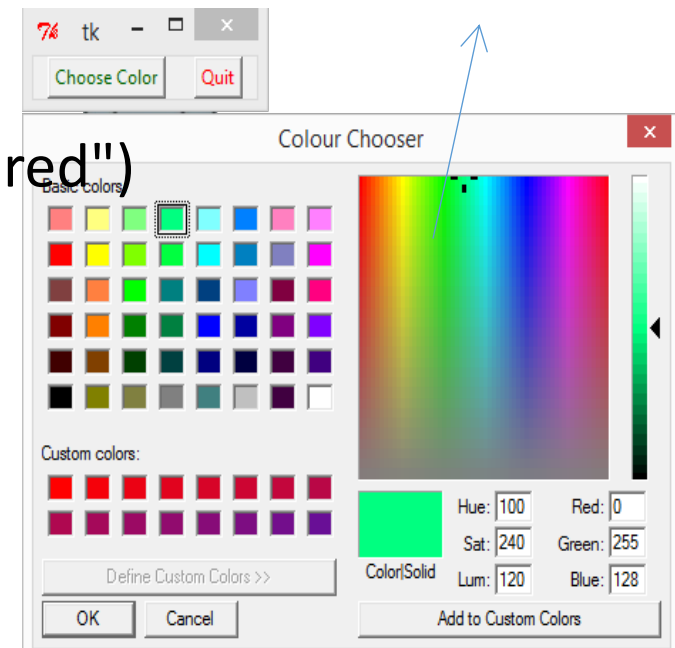 tk
Choose Color Quit
Colour Chooser
red")
Basic colors:
Custom colors:
Define Custom Colors >>
OK Cancel
Color|Solid
Hue: 100 Red: 0
Sat: 240 Green: 255
Lum: 120 Blue: 128
Add to Custom Colors